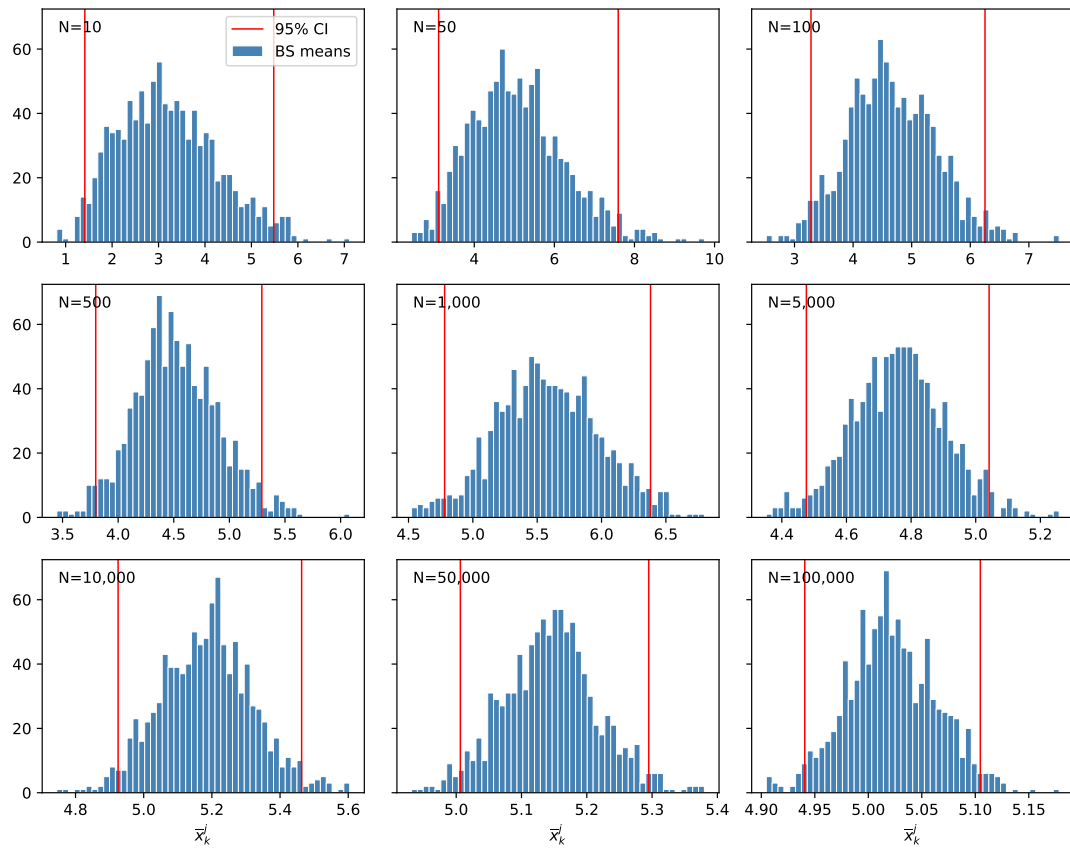 N=10
95% CI
BS means
60
40
20
0
1 2 3 4 5 6 7
N=50
4 6 8 10
N=100
3 4 5 6 7
N=500
60
40
20
0
3.5 4.0 4.5 5.0 5.5 6.0
N=1,000
4.5 5.0 5.5 6.0 6.5
N=5,000
4.4 4.6 4.8 5.0 5.2
N=10,000
60
40
20
0
4.8 5.0 5.2 5.4 5.6
x̄ₖʲ
N=50,000
5.0 5.1 5.2 5.3 5.4
x̄ₖʲ
N=100,000
4.90 4.95 5.00 5.05 5.10 5.15
x̄ₖʲ